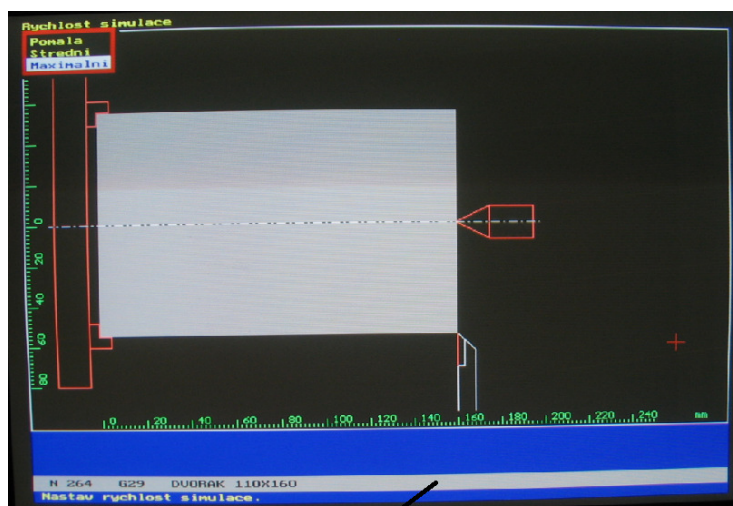 Rychlost simulace
Pomala
Stredni
Maximalni
0
20
40
60
80
0 20 40 60 80 100 120 140 160 180 200 220 240 mm
N 264 G29 DVORAK 110X160
Nastav rychlost simulace.